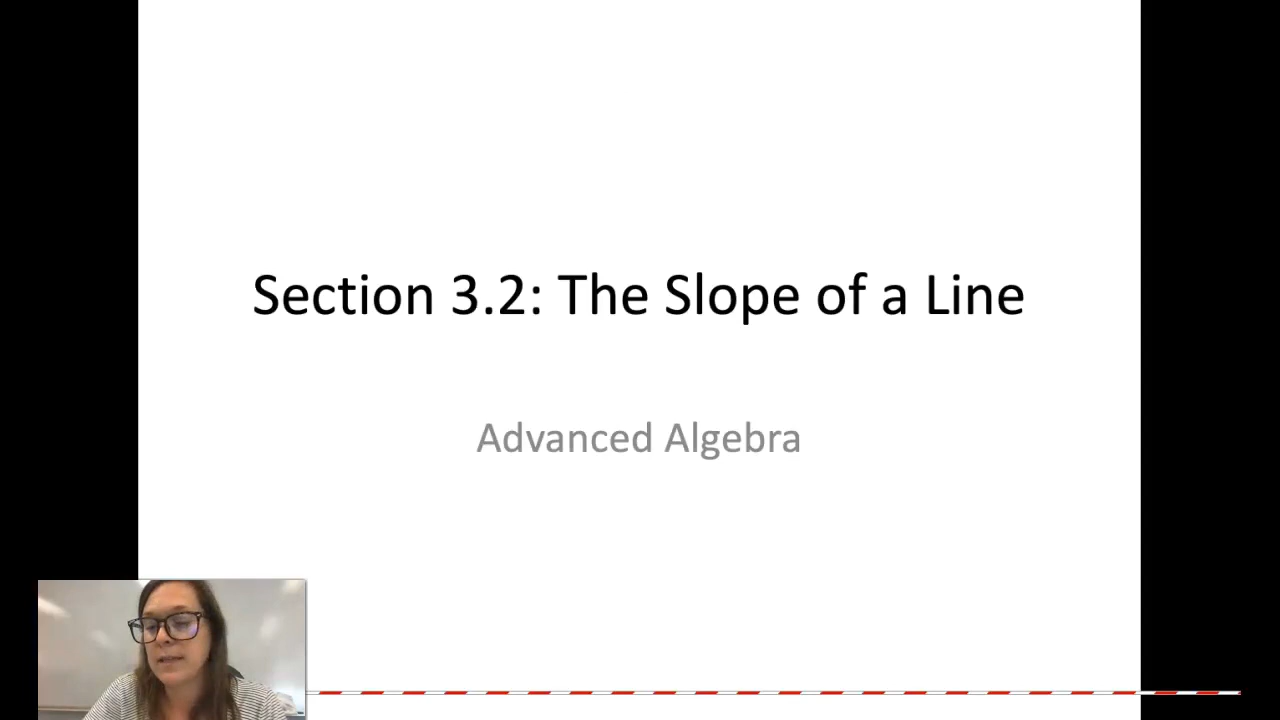 Section 3.2: The Slope of a Line
Advanced Algebra